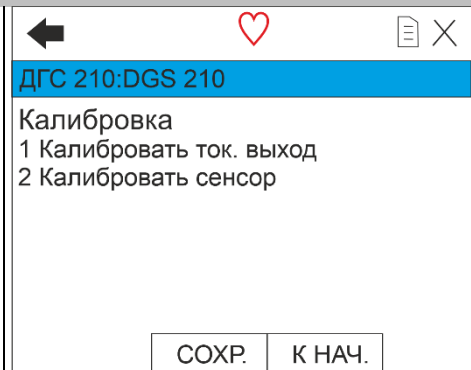 ДГС 210:DGS 210
Калибровка
1 Калибровать ток. выход
2 Калибровать сенсор
СОХР.
К НАЧ.